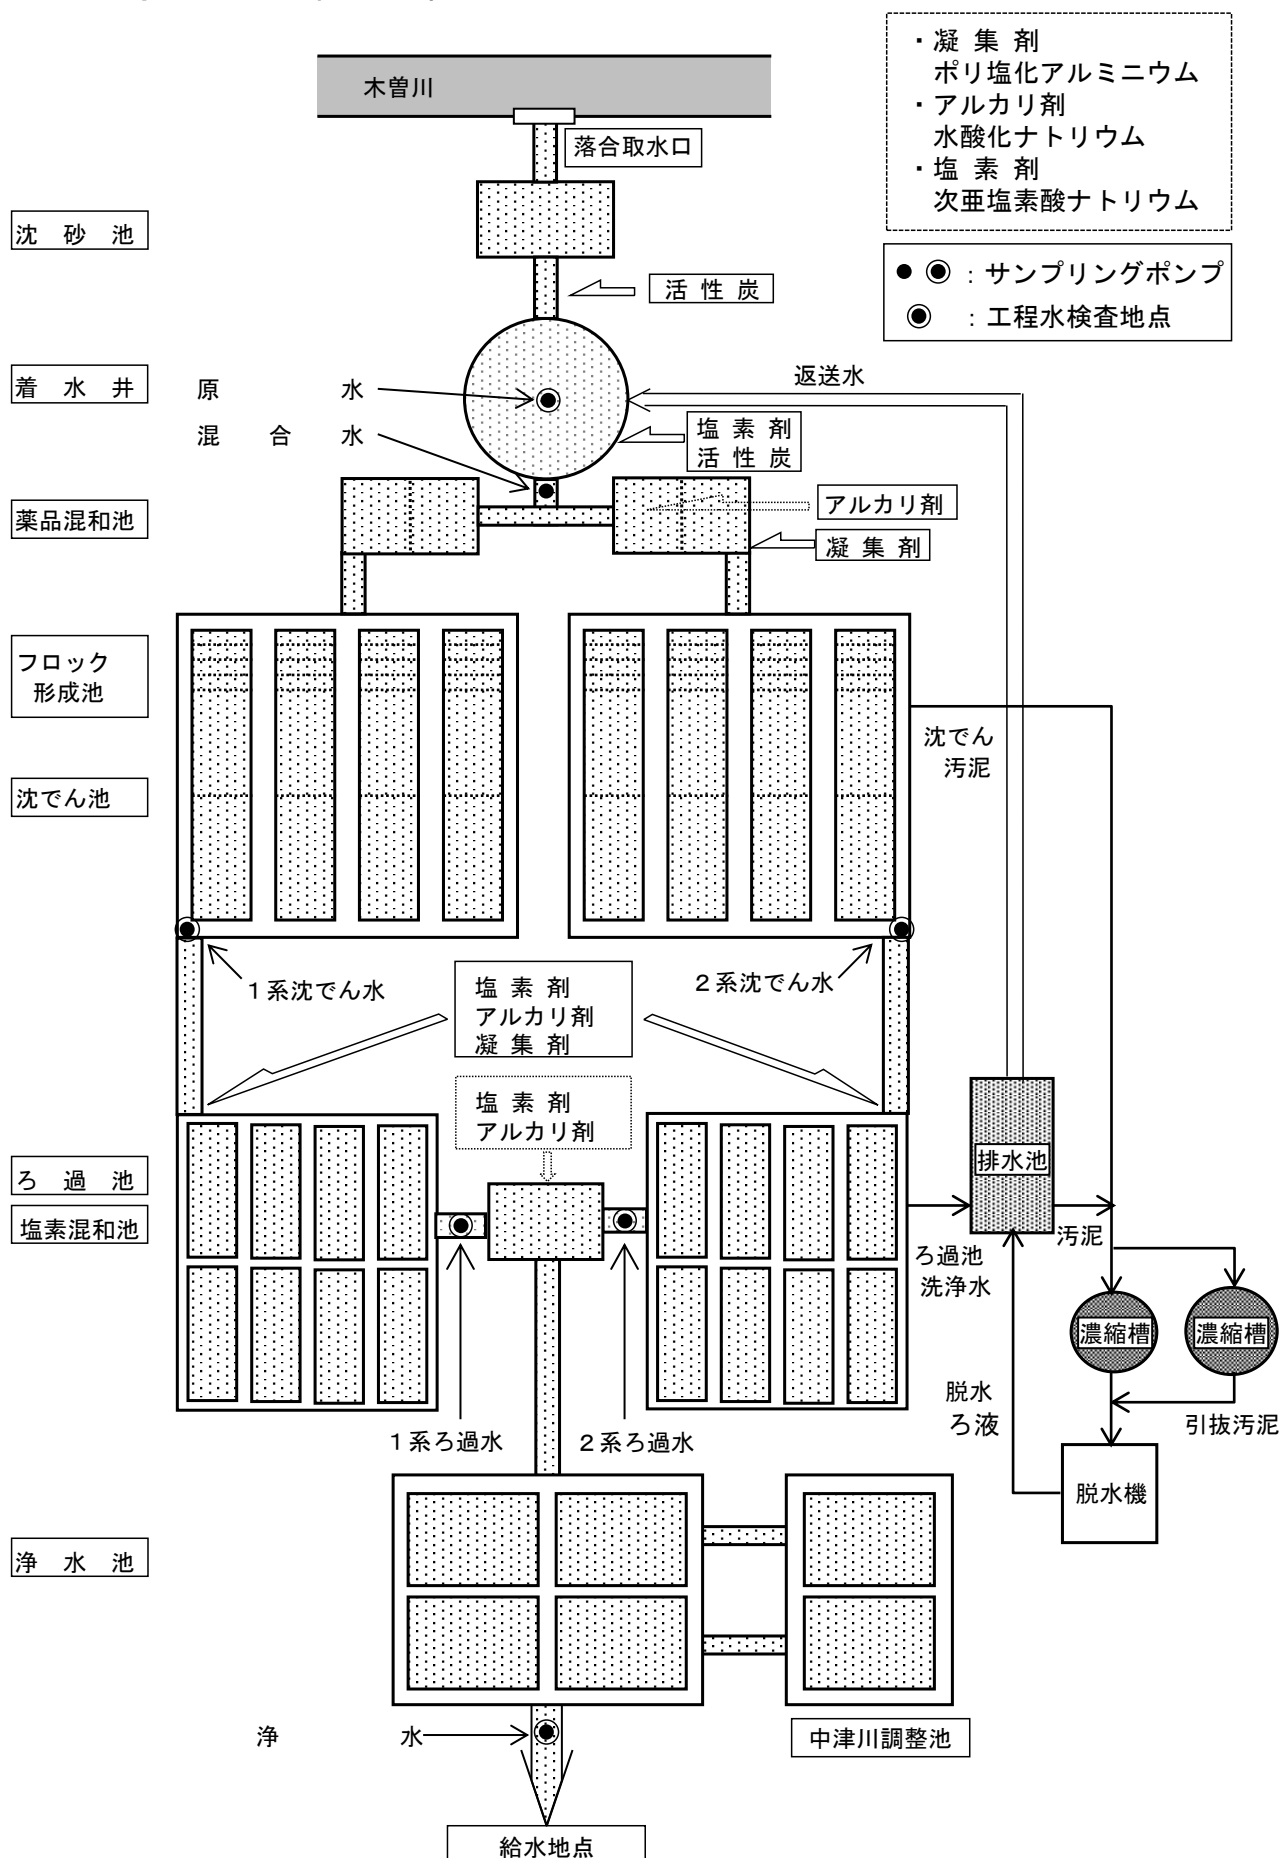 ・凝集剤
ポリ塩化アルミニウム
・アルカリ剤
水酸化ナトリウム
・塩素剤
次亜塩素酸ナトリウム
：サンプリングポンプ
：工程水検査地点
木曽川
落合取水口
沈砂池
活性炭
着水井
原水
混合水
返送水
塩素剤
活性炭
薬品混和池
アルカリ剤
凝集剤
フロック
形成池
沈でん
汚泥
沈でん池
１系沈でん水
２系沈でん水
塩素剤
アルカリ剤
凝集剤
塩素剤
アルカリ剤
ろ過池
塩素混和池
排水池
汚泥
ろ過池
洗浄水
濃縮槽
濃縮槽
脱水
ろ液
引抜汚泥
１系ろ過水
２系ろ過水
脱水機
浄水池
浄水
中津川調整池
給水地点